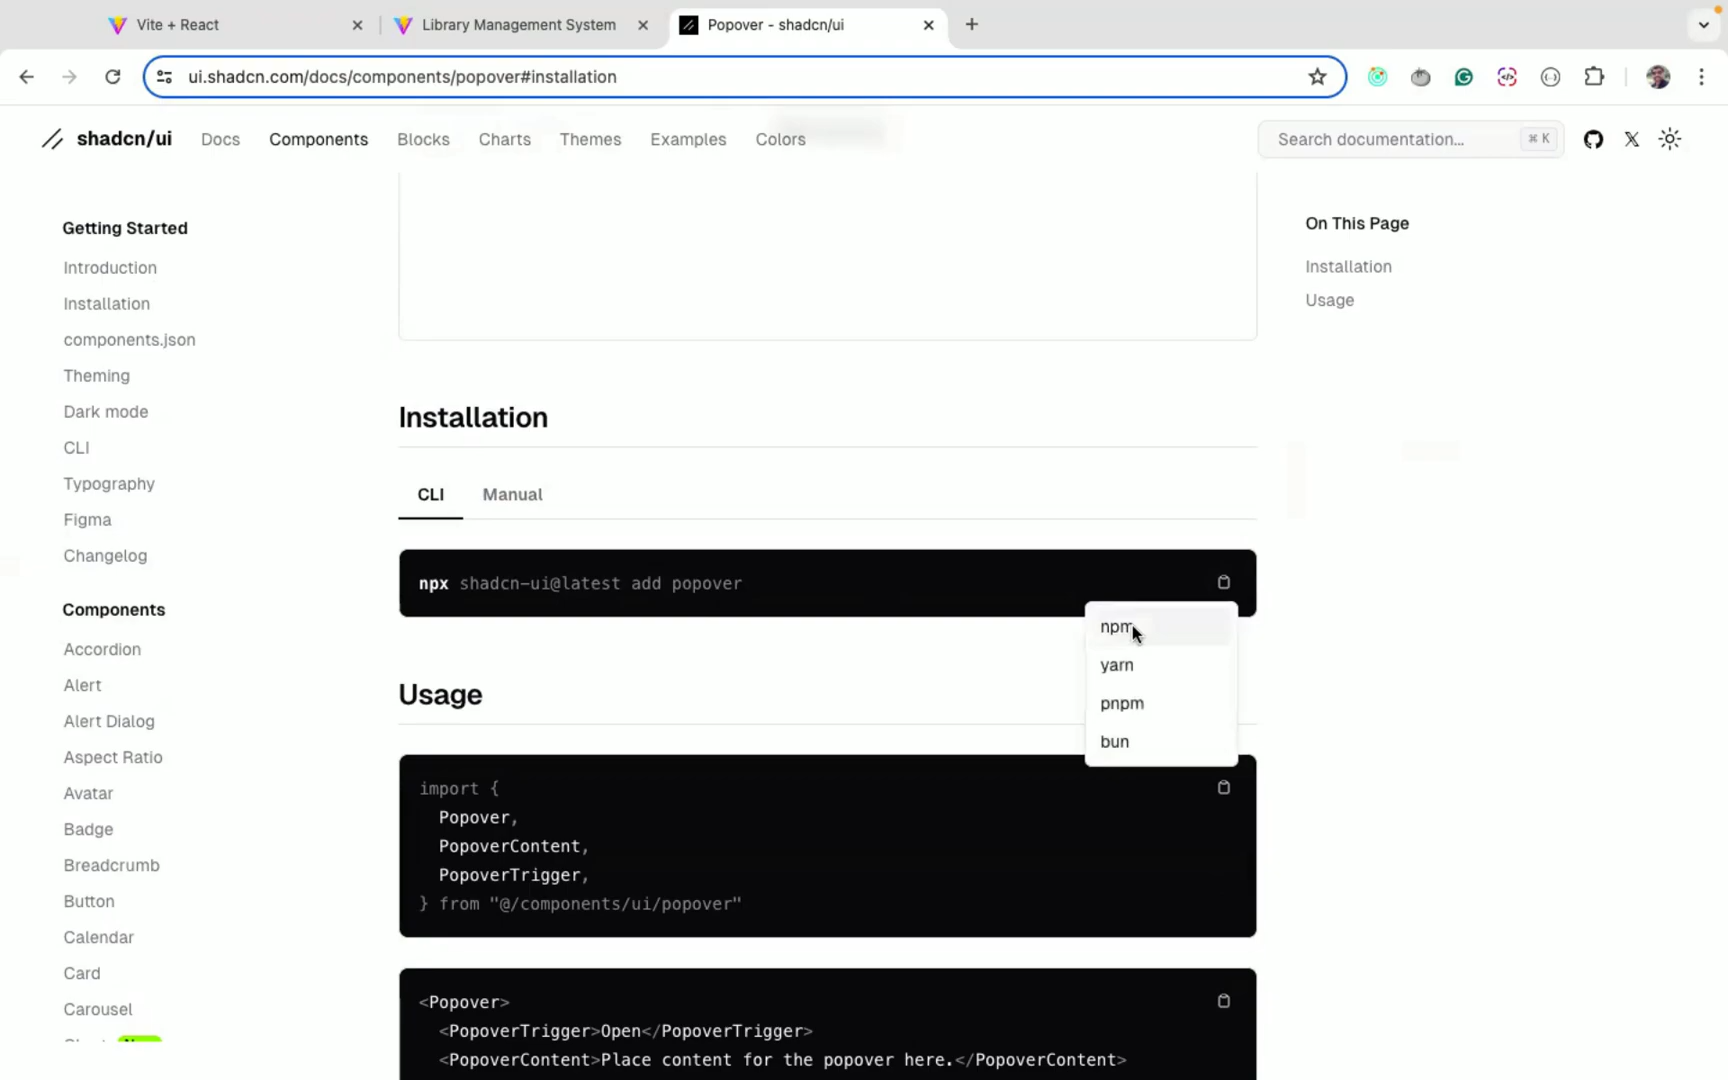 Vite + React
Library Management System
Popover - shadcn/ui
ui.shadcn.com/docs/components/popover#installation
shadcn/ui
Docs
Components
Blocks
Charts
Themes
Examples
Colors
Search documentation...
⌘ K
Getting Started
Introduction
Installation
components.json
Theming
Dark mode
CLI
Typography
Figma
Changelog
Components
Accordion
Alert
Alert Dialog
Aspect Ratio
Avatar
Badge
Breadcrumb
Button
Calendar
Card
Carousel
Installation
CLI
Manual
npx shadcn-ui@latest add popover
npm
yarn
pnpm
bun
Usage
import {
Popover,
PopoverContent,
PopoverTrigger,
} from "@/components/ui/popover"
<Popover>
<PopoverTrigger>Open</PopoverTrigger>
<PopoverContent>Place content for the popover here.</PopoverContent>
On This Page
Installation
Usage